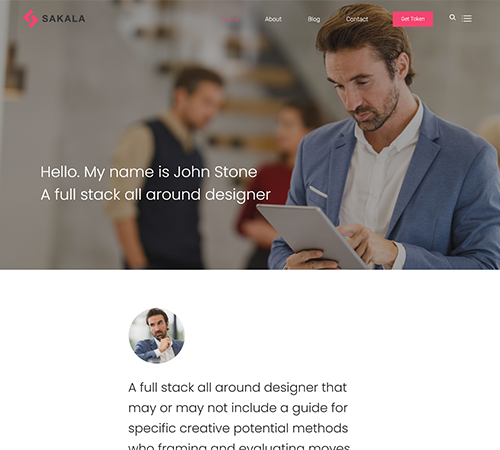 SAKALA
Home About Blog Contact Get Token
Hello. My name is John Stone
A full stack all around designer
A full stack all around designer that
may or may not include a guide for
specific creative potential methods
who framing and evaluating moves